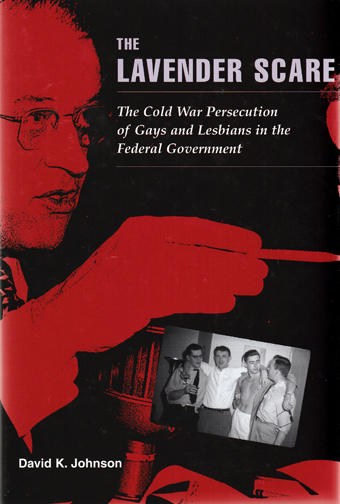 THE
LAVENDER SCARE
The Cold War Persecution
of Gays and Lesbians in the
Federal Government
David K. Johnson